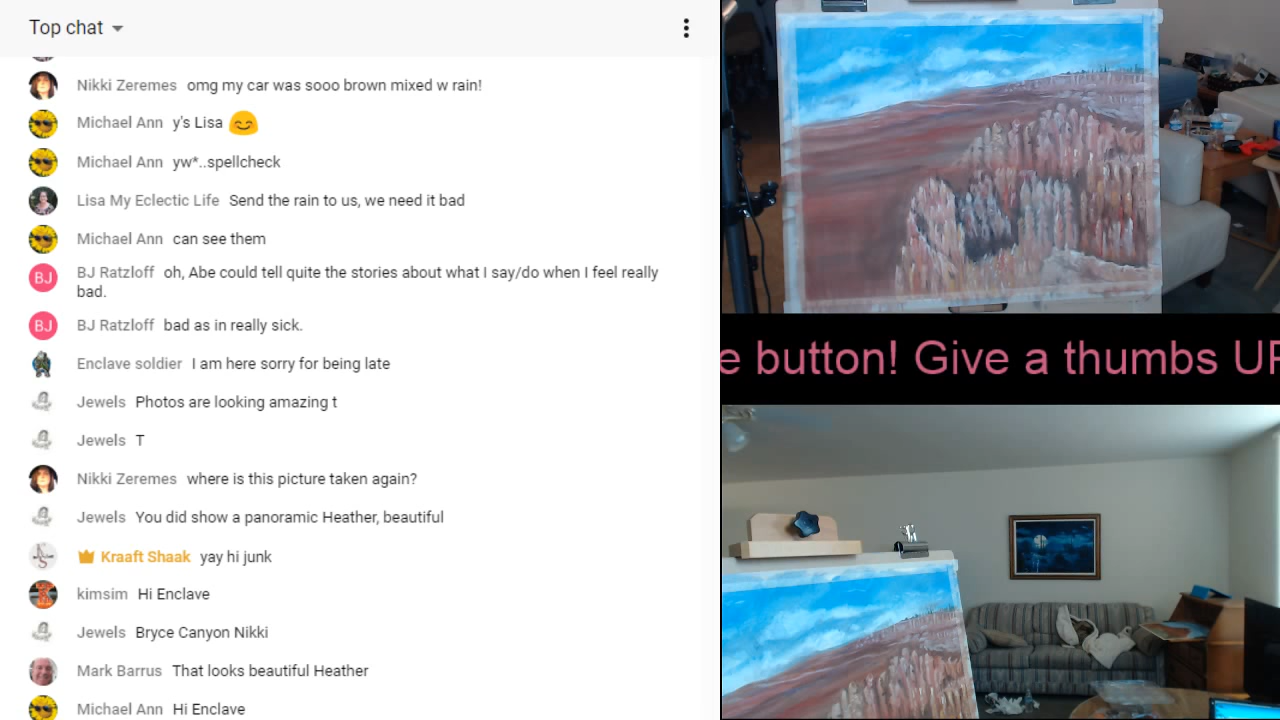 Top chat
Nikki Zeremes omg my car was sooo brown mixed w rain!
Michael Ann y's Lisa 😊
Michael Ann yw*..spellcheck
Lisa My Eclectic Life Send the rain to us, we need it bad
Michael Ann can see them
BJ BJ Ratzloff oh, Abe could tell quite the stories about what I say/do when I feel really
bad.
BJ BJ Ratzloff bad as in really sick.
Enclave soldier I am here sorry for being late
Jewels Photos are looking amazing t
Jewels T
Nikki Zeremes where is this picture taken again?
Jewels You did show a panoramic Heather, beautiful
Kraaft Shaak yay hi junk
kimsim Hi Enclave
Jewels Bryce Canyon Nikki
Mark Barrus That looks beautiful Heather
Michael Ann Hi Enclave
e button! Give a thumbs UP